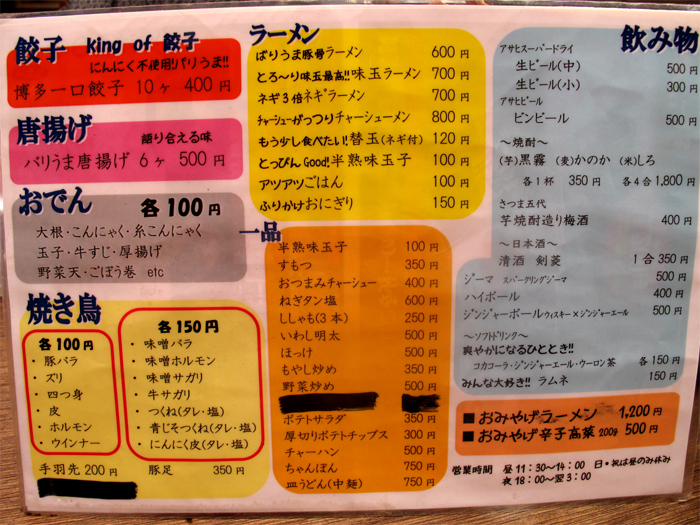 餃子 king of 餃子
にんにく不使用!パリうま!!
博多一口餃子 10ヶ 400円
唐揚げ 語り合える味
バリうま唐揚げ 6ヶ 500円
おでん 各100円
大根・こんにゃく・糸こんにゃく
玉子・牛すじ・厚揚げ
野菜天・ごぼう巻 etc
焼き鳥
各100円
・豚バラ
・ズリ
・四つ身
・皮
・ホルモン
・ウインナー
各150円
・味噌バラ
・味噌ホルモン
・味噌サガリ
・牛サガリ
・つくね(タレ・塩)
・青じそつくね(タレ・塩)
・にんにく皮(タレ・塩)
手羽先 200円
豚足 350円
ラーメン
ばりうま豚骨ラーメン 600円
とろ〜り味玉最高!!味玉ラーメン 700円
ネギ3倍ネギラーメン 700円
チャーシューがっつりチャーシューメン 800円
もう少し食べたい!替玉(ネギ付) 120円
とっぴんGood!半熟味玉子 100円
アツアツごはん 100円
ふりかけおにぎり 150円
一品
半熟味玉子 100円
すもつ 350円
おつまみチャーシュー 400円
ねぎタン塩 600円
ししゃも(3本) 250円
いわし明太 500円
ほっけ 500円
もやし炒め 350円
野菜炒め 500円
ポテトサラダ 350円
厚切りポテトチップス 300円
チャーハン 500円
ちゃんぽん 750円
皿うどん(中麺) 750円
飲み物
アサヒスーパードライ
生ビール(中) 500円
生ビール(小) 300円
アサヒビール
ビンビール 500円
〜焼酎〜
(芋)黒霧 (麦)かのか (米)しろ
各1杯 350円 各4合 1,800円
さつま五代
芋焼酎造り梅酒 400円
〜日本酒〜
清酒 剣菱 1合 350円
ジーマ スパークリングジーマ 500円
ハイボール 400円
ジンジャーボール ウィスキー×ジンジャーエール 500円
〜ソフトドリンク〜
爽やかになるひととき!!
コカコーラ・ジンジャーエール・ウーロン茶 各150円
みんな大好き!! ラムネ 150円
■おみやげラーメン 1,200円
■おみやげ辛子高菜 200g 500円
営業時間 昼11:30〜14:00 日・祝は昼のみ休み
夜18:00〜翌3:00